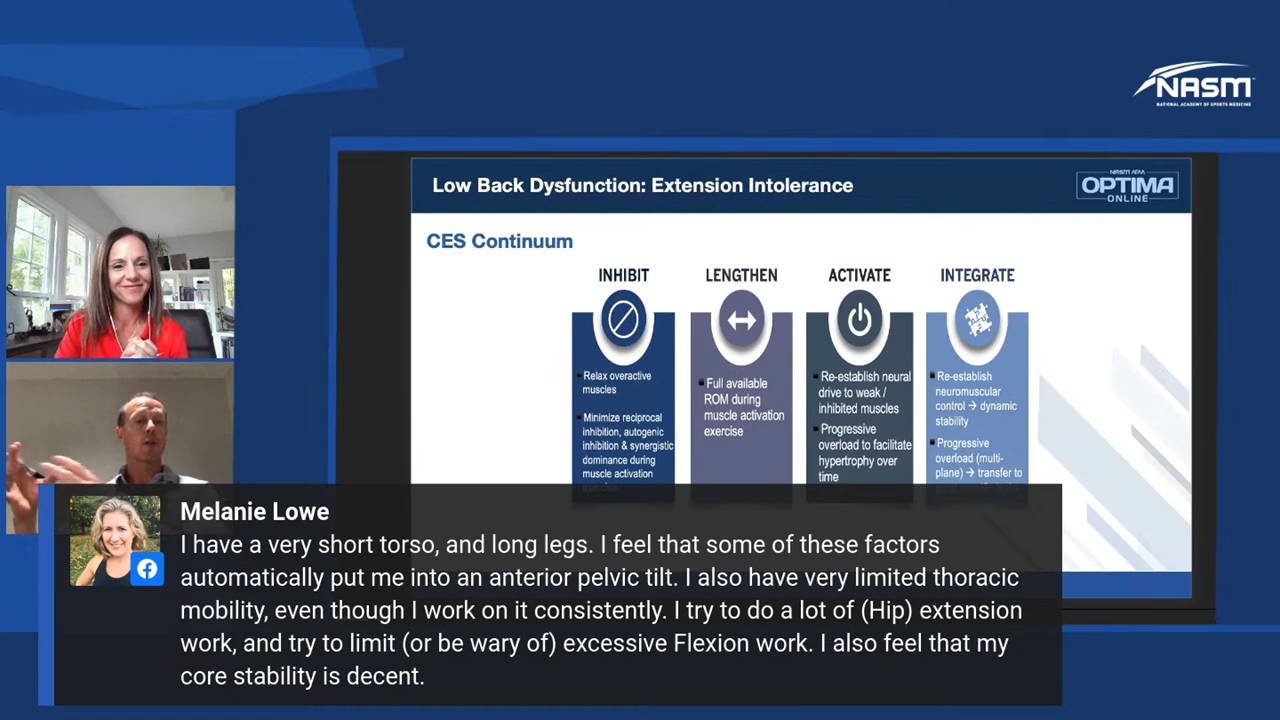 NASM
NATIONAL ACADEMY OF SPORTS MEDICINE
Low Back Dysfunction: Extension Intolerance
NASM AFAA
OPTIMA
ONLINE
CES Continuum
INHIBIT
LENGTHEN
ACTIVATE
INTEGRATE
Relax overactive
muscles
Minimize reciprocal
inhibition, autogenic
inhibition & synergistic
dominance during
muscle activation
Full available
ROM during
muscle activation
exercise
Re-establish neural
drive to weak /
inhibited muscles
Progressive
overload to facilitate
hypertrophy over
time
Re-establish
neuromuscular
control → dynamic
stability
Progressive
overload (multi-
plane) → transfer to
Melanie Lowe
I have a very short torso, and long legs. I feel that some of these factors
automatically put me into an anterior pelvic tilt. I also have very limited thoracic
mobility, even though I work on it consistently. I try to do a lot of (Hip) extension
work, and try to limit (or be wary of) excessive Flexion work. I also feel that my
core stability is decent.